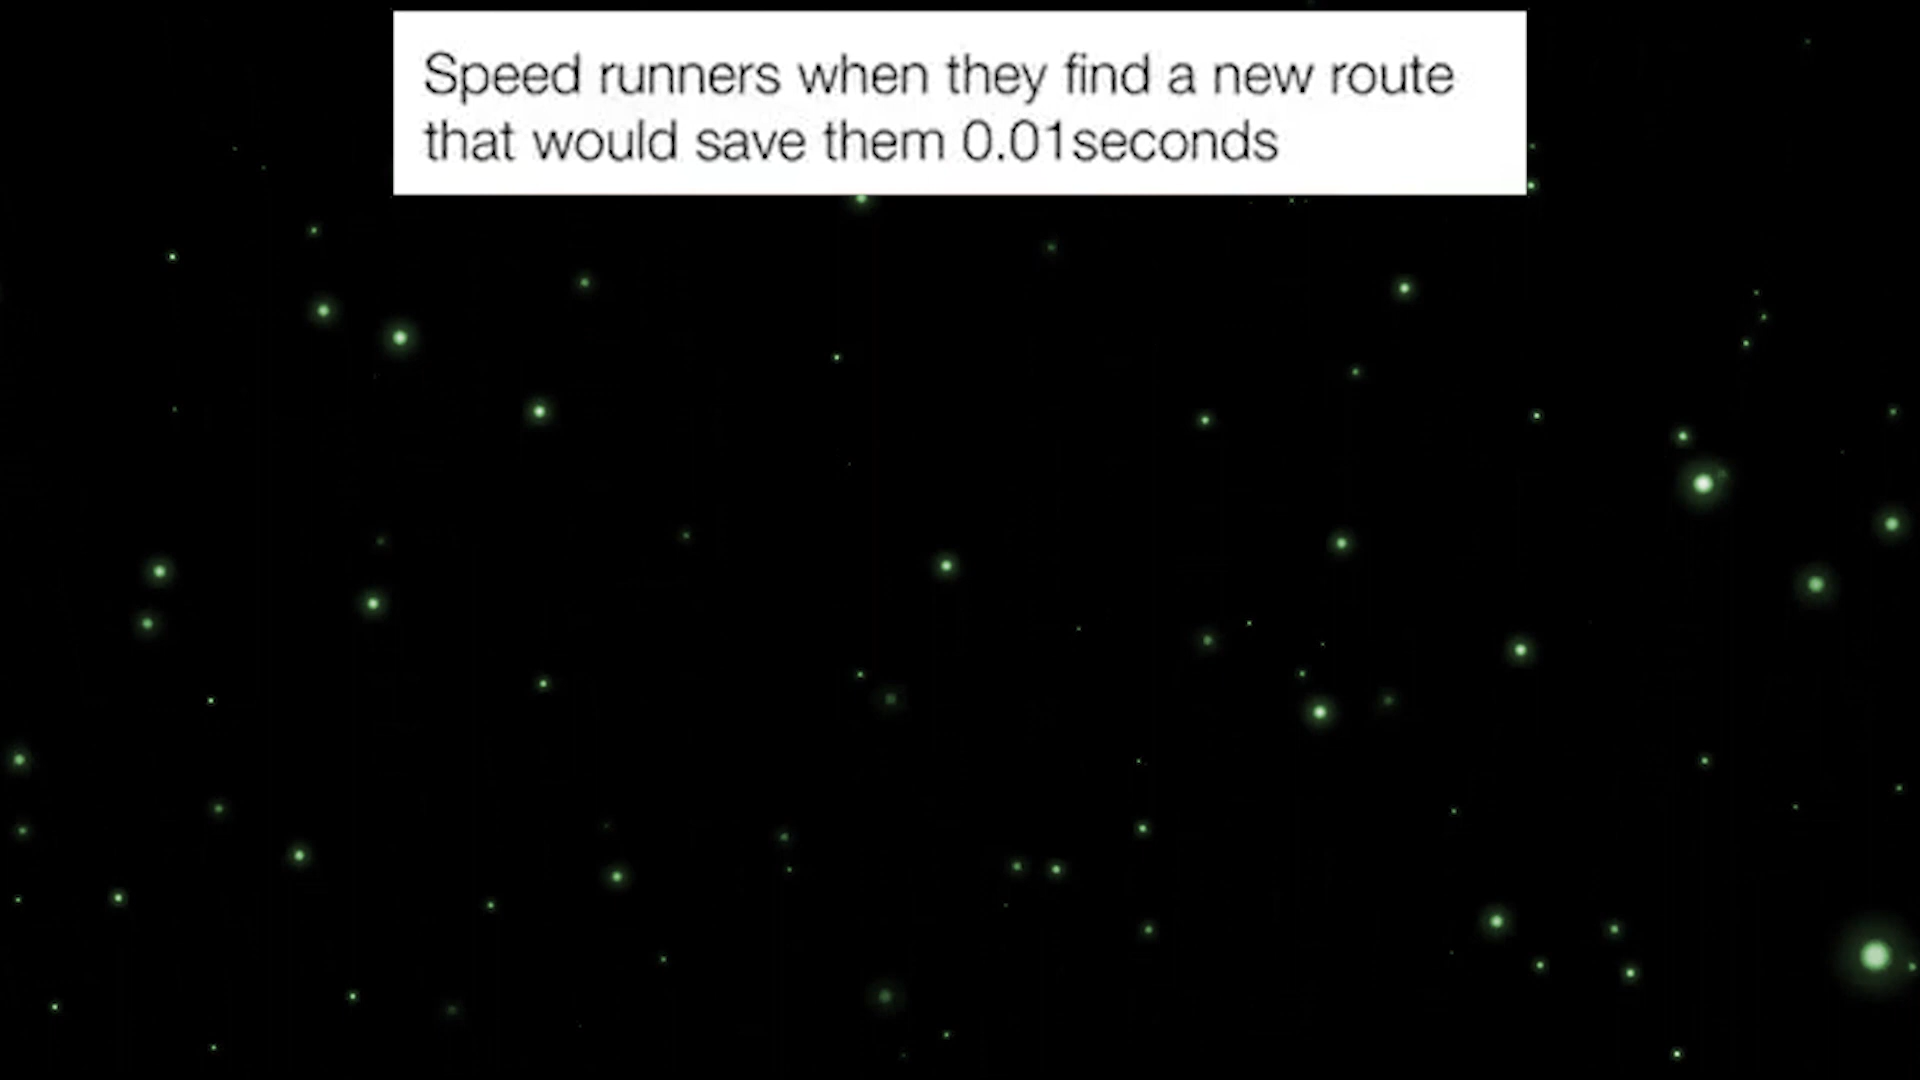 Speed runners when they find a new route
that would save them 0.01seconds